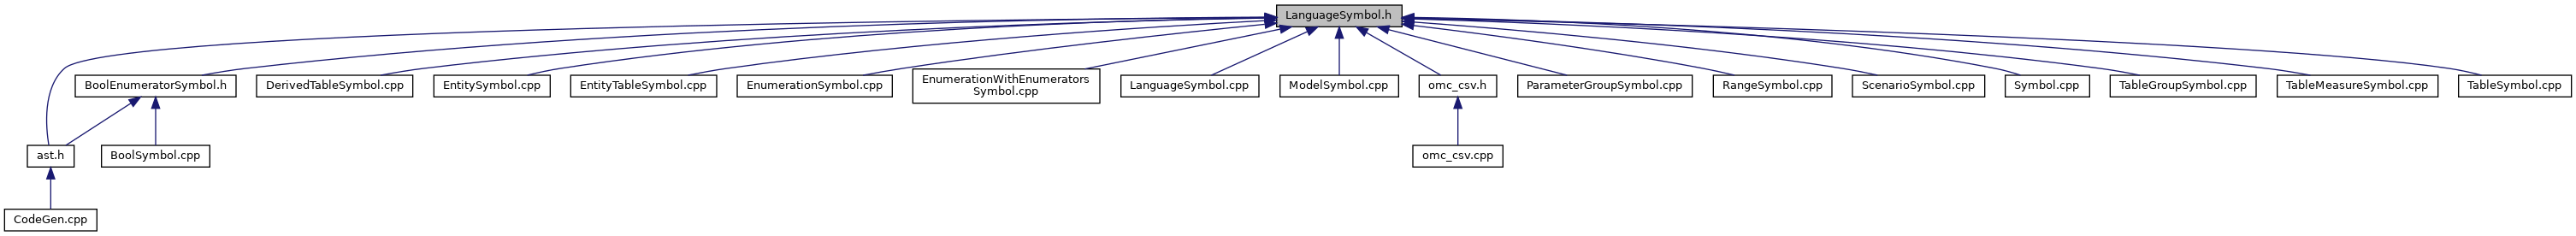 LanguageSymbol.h
BoolEnumeratorSymbol.h
DerivedTableSymbol.cpp
EntitySymbol.cpp
EntityTableSymbol.cpp
EnumerationSymbol.cpp
EnumerationWithEnumerators
Symbol.cpp
LanguageSymbol.cpp
ModelSymbol.cpp
omc_csv.h
ParameterGroupSymbol.cpp
RangeSymbol.cpp
ScenarioSymbol.cpp
Symbol.cpp
TableGroupSymbol.cpp
TableMeasureSymbol.cpp
TableSymbol.cpp
ast.h
BoolSymbol.cpp
omc_csv.cpp
CodeGen.cpp